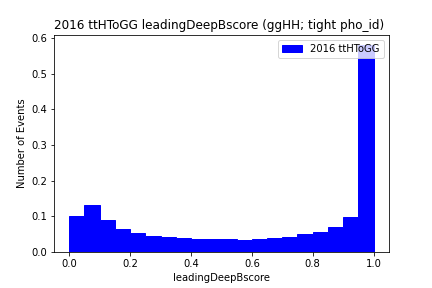 2016 ttHToGG leadingDeepBscore (ggHH; tight pho_id)
2016 ttHToGG
Number of Events
0.6
0.5
0.4
0.3
0.2
0.1
0.0
0.0 0.2 0.4 0.6 0.8 1.0
leadingDeepBscore